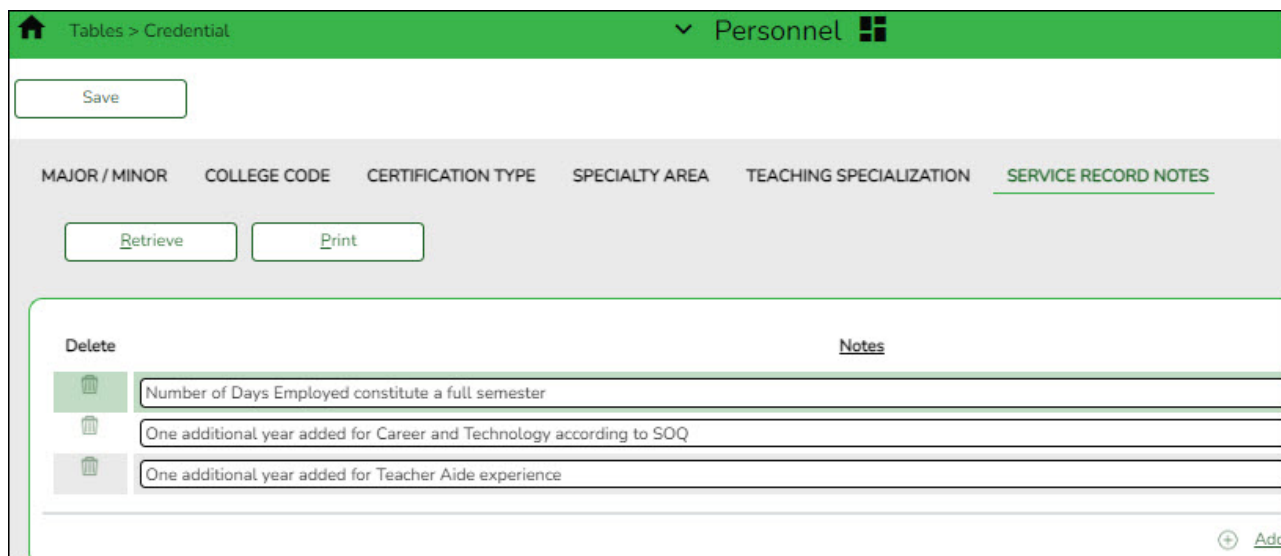 Tables > Credential Personnel
Save
MAJOR / MINOR COLLEGE CODE CERTIFICATION TYPE SPECIALTY AREA TEACHING SPECIALIZATION SERVICE RECORD NOTES
Retrieve Print
Delete Notes
Number of Days Employed constitute a full semester
One additional year added for Career and Technology according to SOQ
One additional year added for Teacher Aide experience
Add